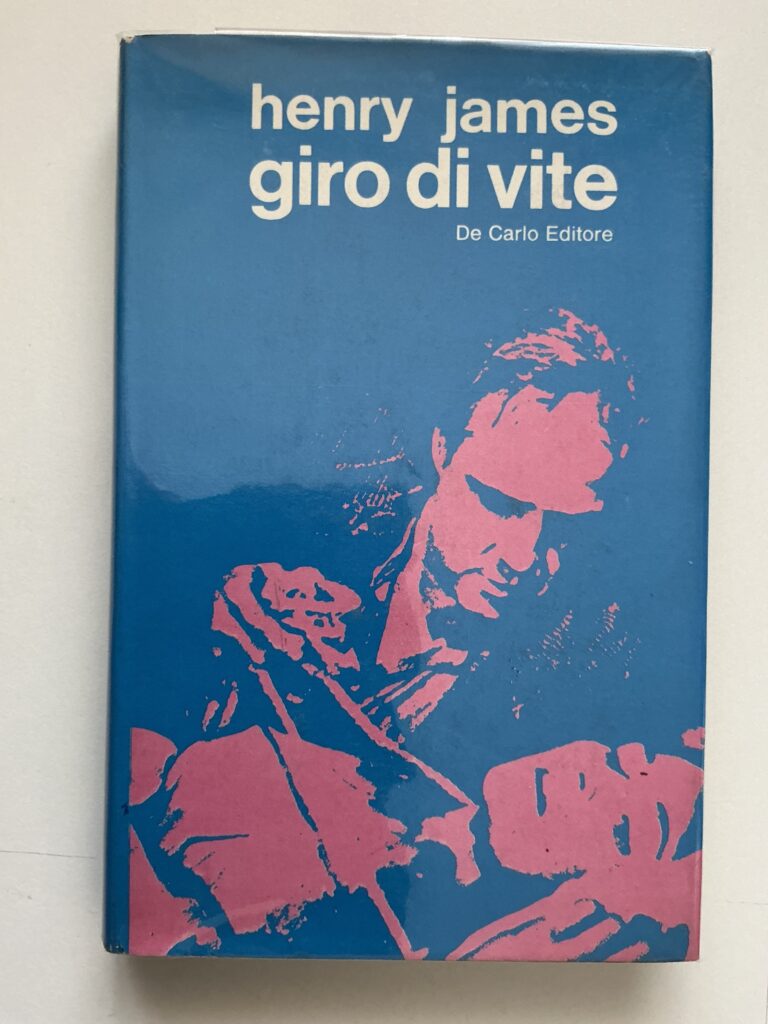 henry james
giro di vite
De Carlo Editore